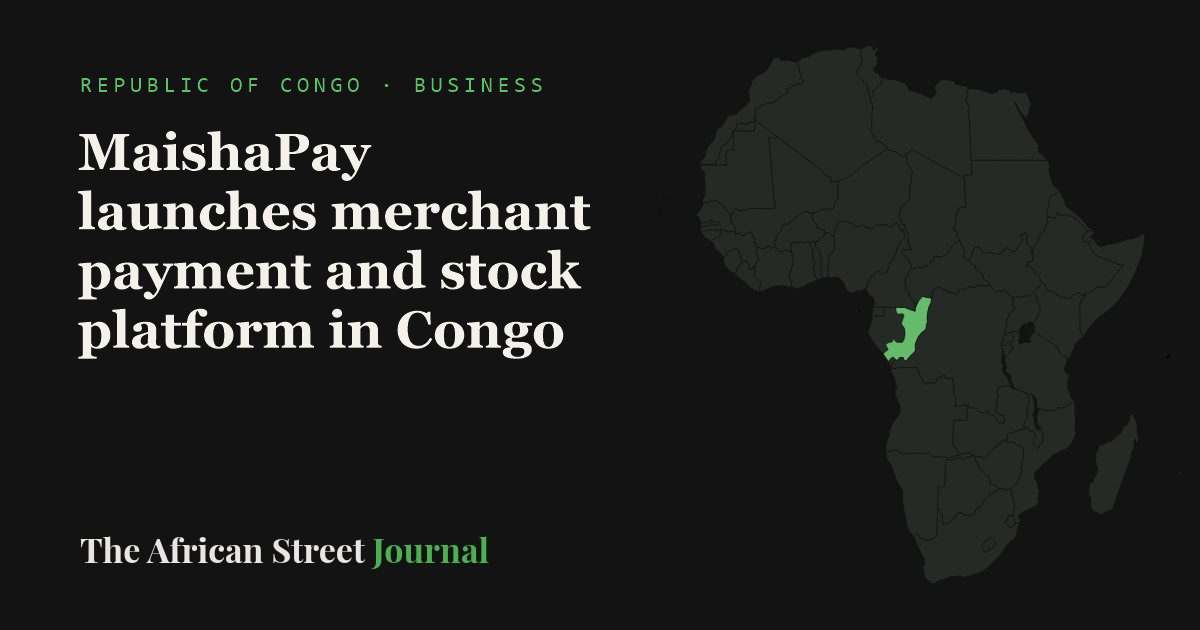 REPUBLIC OF CONGO · BUSINESS
MaishaPay
launches merchant
payment and stock
platform in Congo
The African Street Journal